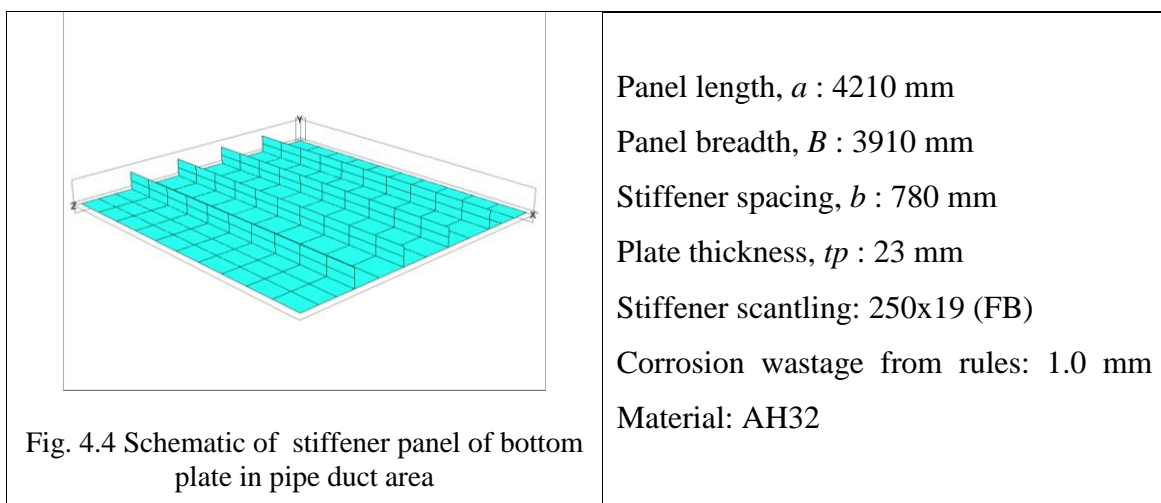 Y
Z
X
Fig. 4.4 Schematic of stiffener panel of bottom
plate in pipe duct area
Panel length, a : 4210 mm
Panel breadth, B : 3910 mm
Stiffener spacing, b : 780 mm
Plate thickness, tp : 23 mm
Stiffener scantling: 250x19 (FB)
Corrosion wastage from rules: 1.0 mm
Material: AH32